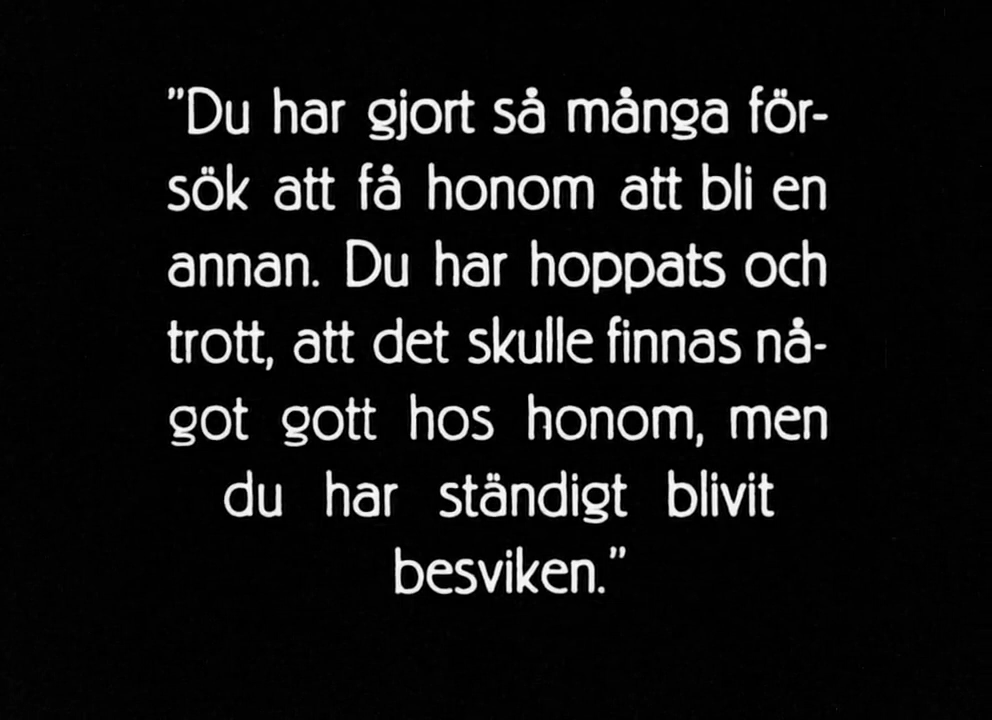 ”Du har gjort så många för-
sök att få honom att bli en
annan. Du har hoppats och
trott, att det skulle finnas nå-
got gott hos honom, men
du har ständigt blivit
besviken.”